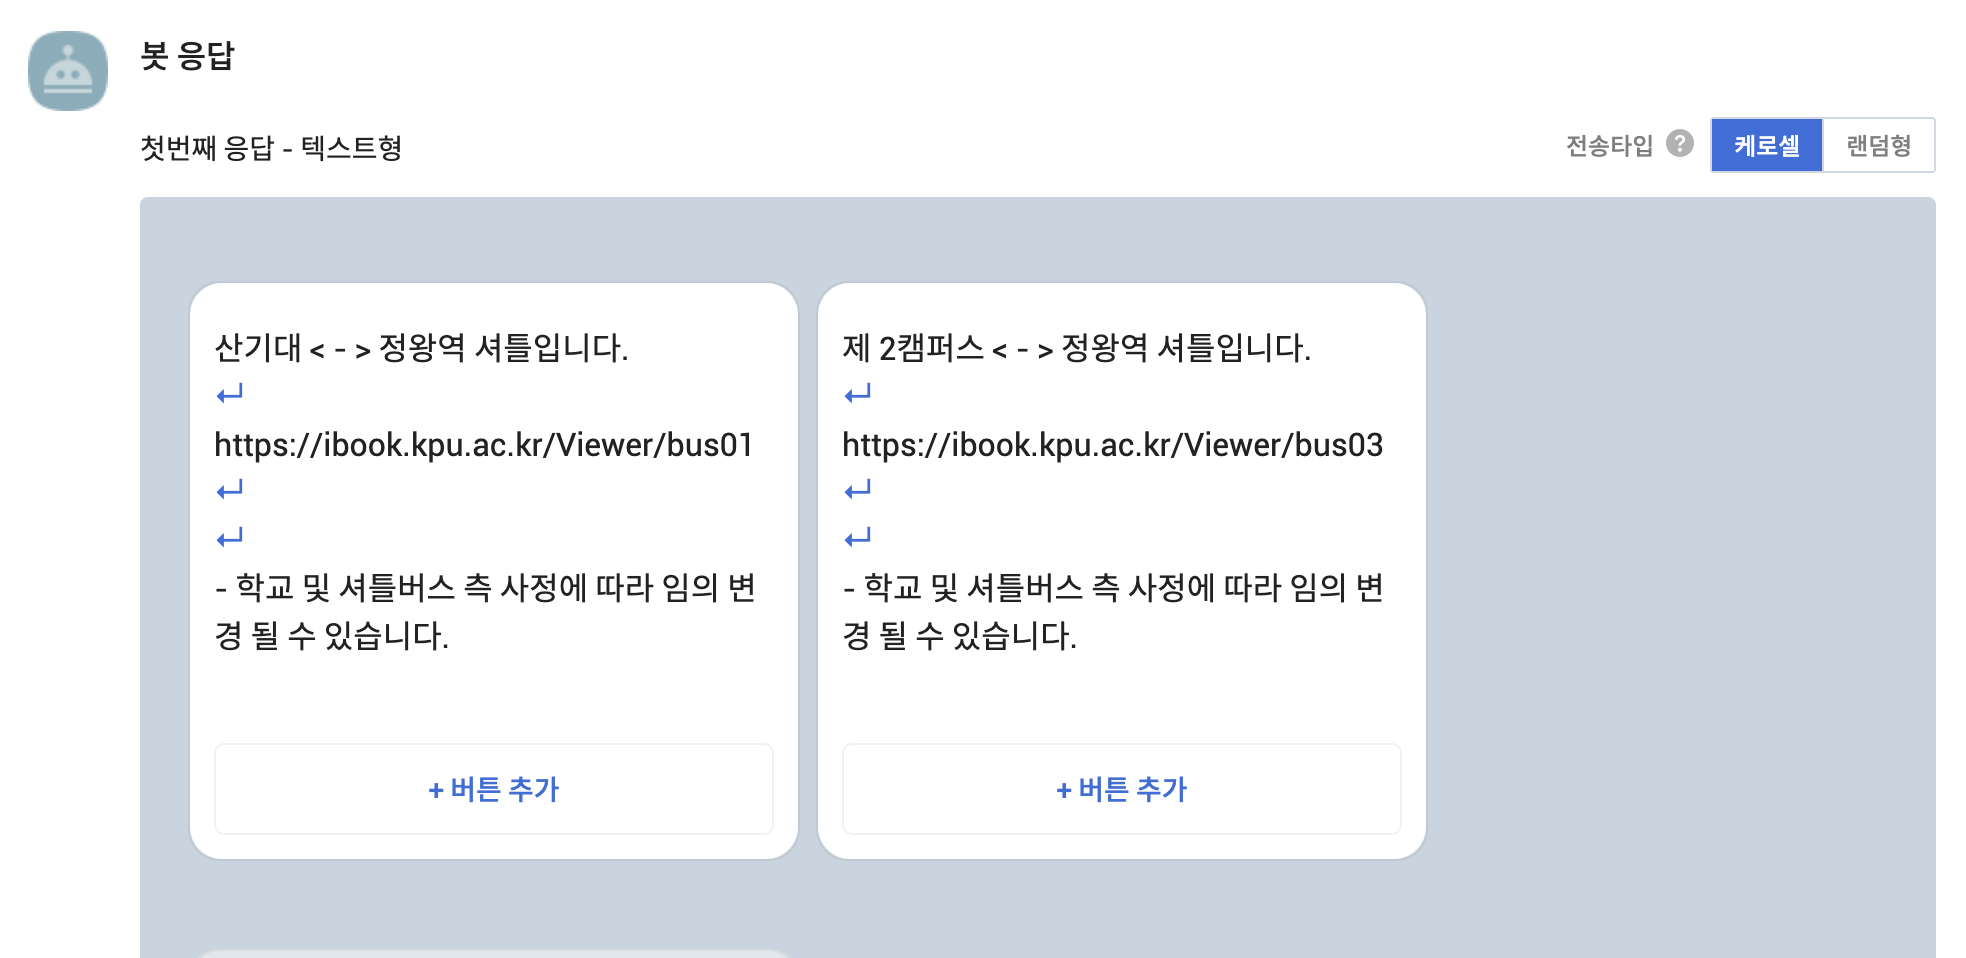 봇 응답
첫번째 응답 - 텍스트형
전송타입 ? 케로셀 랜덤형
산기대 < - > 정왕역 셔틀입니다.
https://ibook.kpu.ac.kr/Viewer/bus01
- 학교 및 셔틀버스 측 사정에 따라 임의 변
경 될 수 있습니다.
+ 버튼 추가
제 2캠퍼스 < - > 정왕역 셔틀입니다.
https://ibook.kpu.ac.kr/Viewer/bus03
- 학교 및 셔틀버스 측 사정에 따라 임의 변
경 될 수 있습니다.
+ 버튼 추가